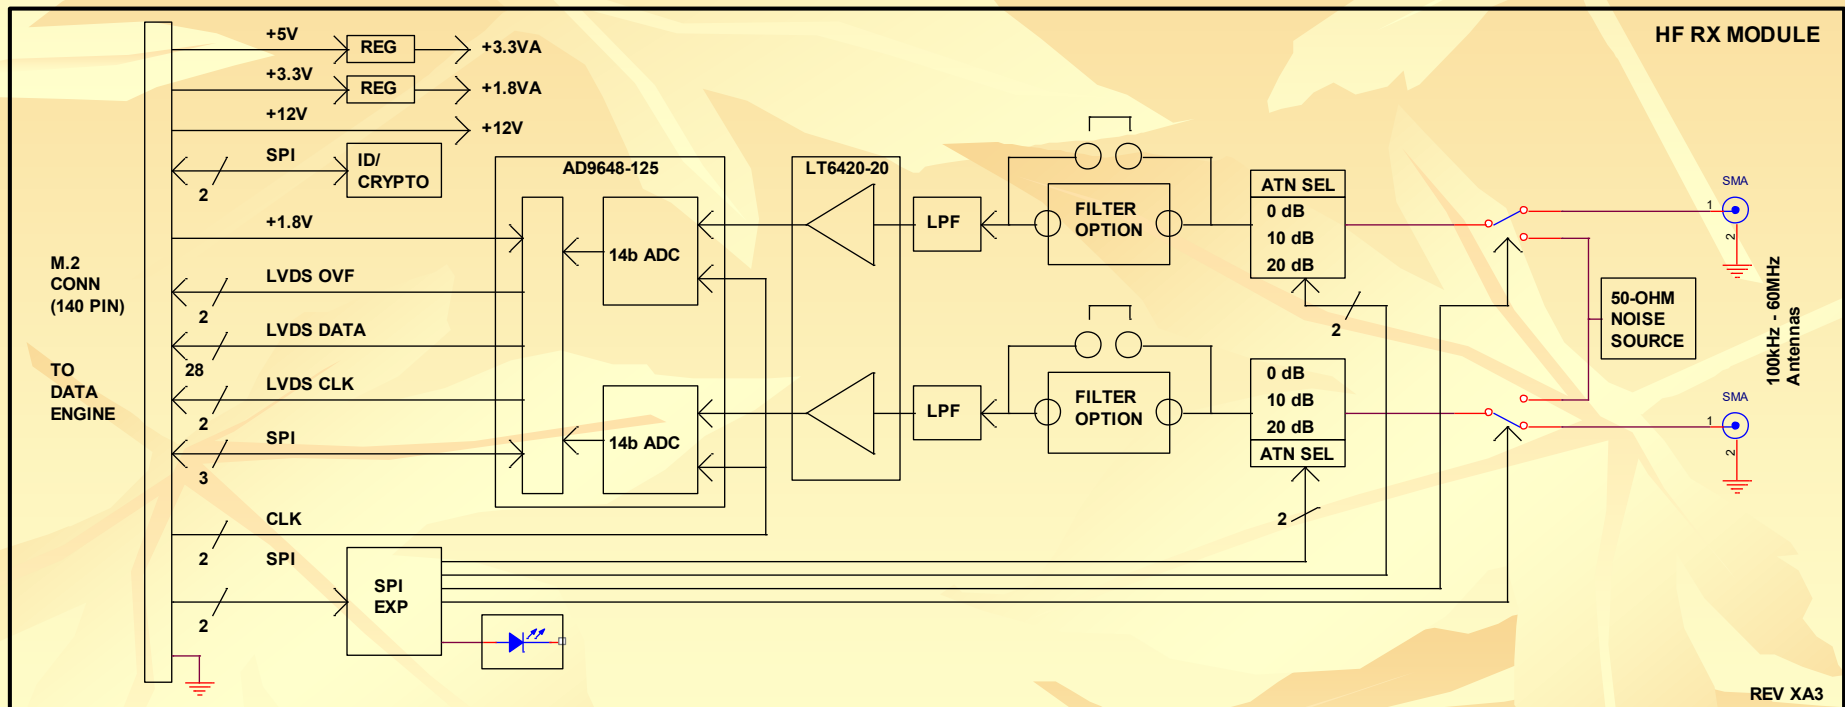 HF RX MODULE
+5V
REG
+3.3VA
+3.3V
REG
+1.8VA
+12V
+12V
SPI
2
ID/
CRYPTO
+1.8V
M.2
CONN
(140 PIN)
TO
DATA
ENGINE
LVDS OVF
2
LVDS DATA
28
LVDS CLK
2
SPI
3
CLK
2
SPI
2
SPI
EXP
AD9648-125
14b ADC
14b ADC
LT6420-20
LPF
LPF
FILTER
OPTION
FILTER
OPTION
ATN SEL
0 dB
10 dB
20 dB
2
0 dB
10 dB
20 dB
ATN SEL
2
50-OHM
NOISE
SOURCE
SMA
1
2
100kHz - 60MHz
Antennas
SMA
1
2
REV XA3